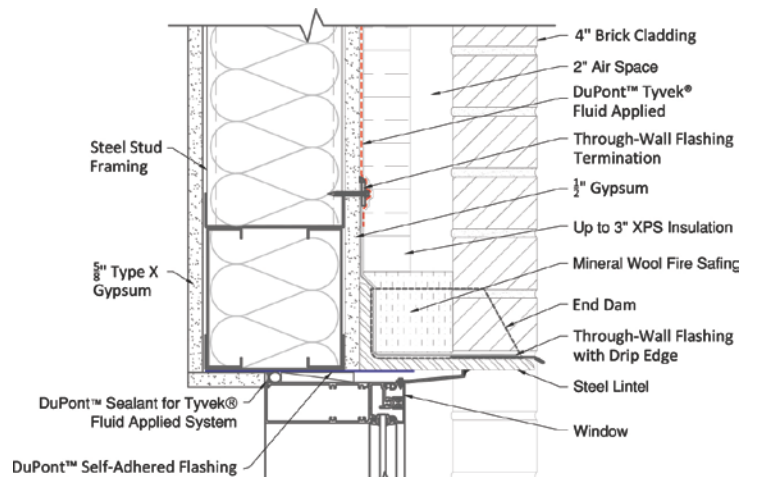 4" Brick Cladding
2" Air Space
DuPont™ Tyvek®
Fluid Applied
Through-Wall Flashing
Termination
½" Gypsum
Up to 3" XPS Insulation
Mineral Wool Fire Safing
End Dam
Through-Wall Flashing
with Drip Edge
Steel Lintel
Window
Steel Stud
Framing
⅝" Type X
Gypsum
DuPont™ Sealant for Tyvek®
Fluid Applied System
DuPont™ Self-Adhered Flashing